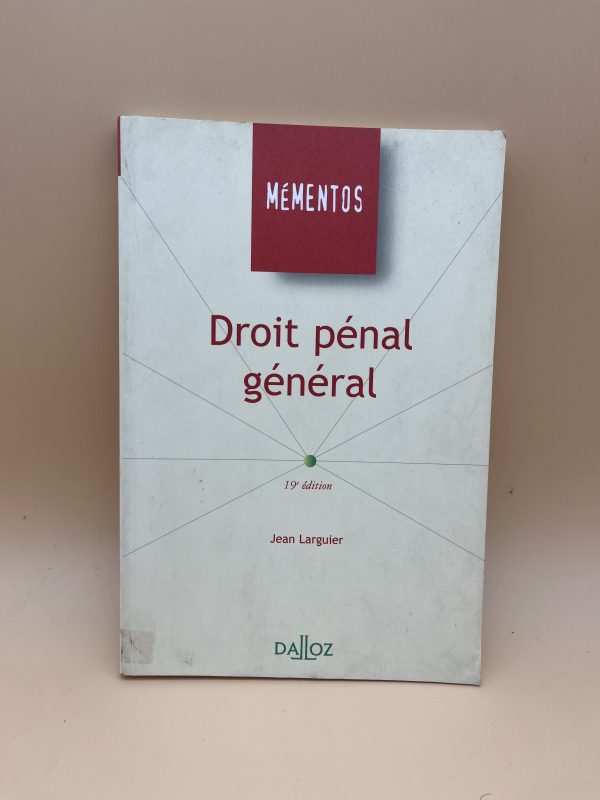 MÉMENTOS
Droit pénal
général
19e édition
Jean Larguier
DALLOZ